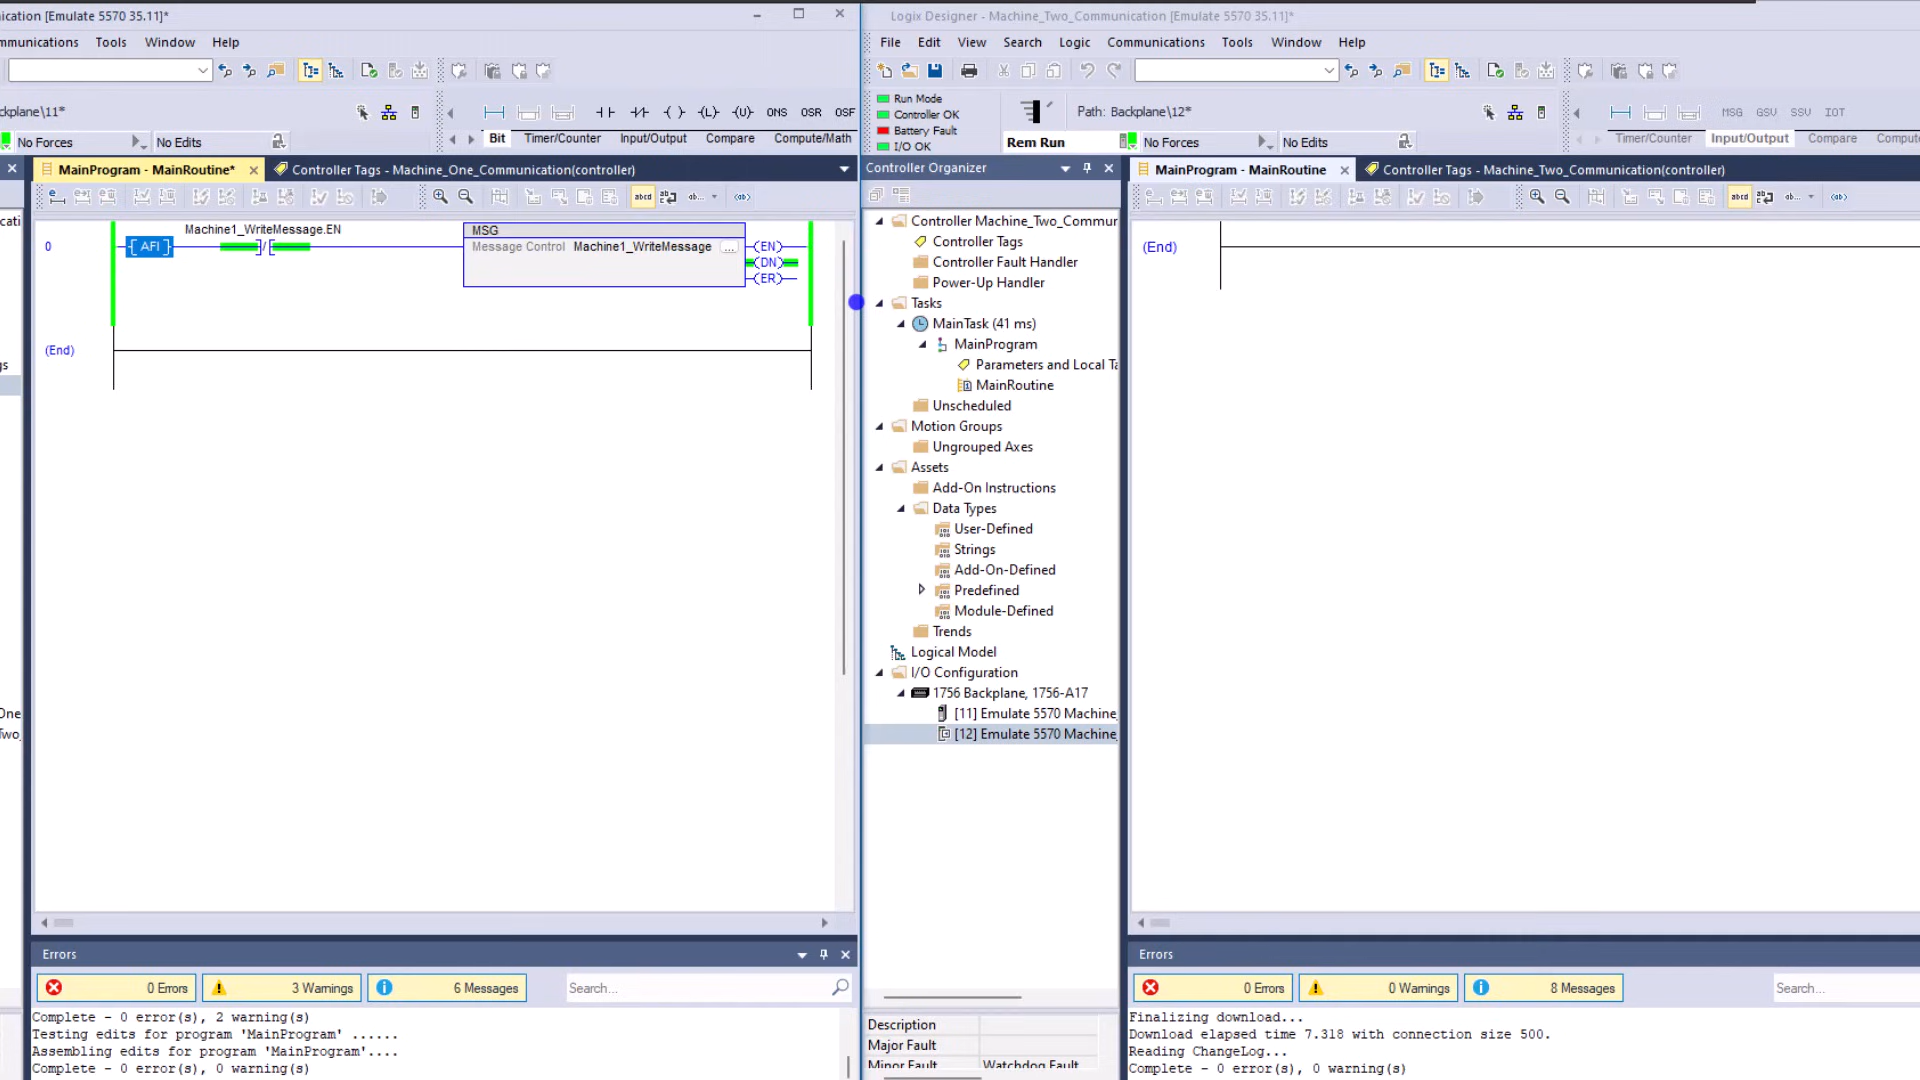 ication [Emulate 5570 35.11]*
mmunications Tools Window Help
ckplane\11*
ONS OSR OSF
No Forces No Edits
Bit Timer/Counter Input/Output Compare Compute/Math
MainProgram - MainRoutine* Controller Tags - Machine_One_Communication(controller)
abcd
Machine1_WriteMessage.EN
0
AFI
MSG
Message Control Machine1_WriteMessage ...
EN
DN
ER
(End)
One
Two_
Errors
0 Errors 3 Warnings 6 Messages Search...
Complete - 0 error(s), 2 warning(s)
Testing edits for program 'MainProgram' ......
Assembling edits for program 'MainProgram'....
Complete - 0 error(s), 0 warning(s)
Logix Designer - Machine_Two_Communication [Emulate 5570 35.11]*
File Edit View Search Logic Communications Tools Window Help
Run Mode
Controller OK
Battery Fault
I/O OK
Path: Backplane\12*
MSG GSV SSV IOT
Rem Run No Forces No Edits
Timer/Counter Input/Output Compare Comput
Controller Organizer
MainProgram - MainRoutine Controller Tags - Machine_Two_Communication(controller)
abcd
Controller Machine_Two_Commur
Controller Tags
Controller Fault Handler
Power-Up Handler
Tasks
MainTask (41 ms)
MainProgram
Parameters and Local Ta
MainRoutine
Unscheduled
Motion Groups
Ungrouped Axes
Assets
Add-On Instructions
Data Types
User-Defined
Strings
Add-On-Defined
Predefined
Module-Defined
Trends
Logical Model
I/O Configuration
1756 Backplane, 1756-A17
[11] Emulate 5570 Machine_
[12] Emulate 5570 Machine_
Description
Major Fault
Minor Fault Watchdog Fault
(End)
Errors
0 Errors 0 Warnings 8 Messages Search...
Finalizing download...
Download elapsed time 7.318 with connection size 500.
Reading ChangeLog...
Complete - 0 error(s), 0 warning(s)